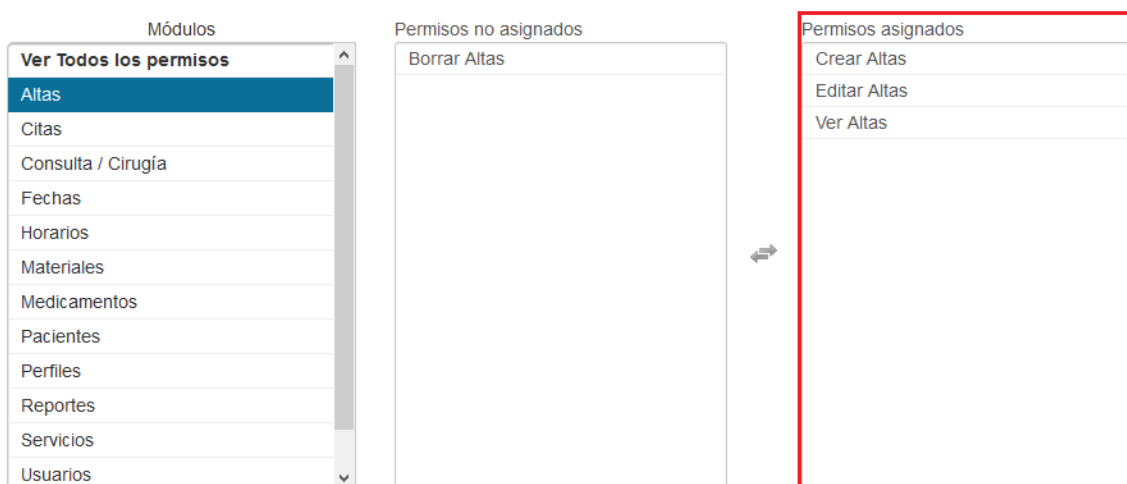 Módulos
Ver Todos los permisos
Altas
Citas
Consulta / Cirugía
Fechas
Horarios
Materiales
Medicamentos
Pacientes
Perfiles
Reportes
Servicios
Usuarios
Permisos no asignados
Borrar Altas
Permisos asignados
Crear Altas
Editar Altas
Ver Altas